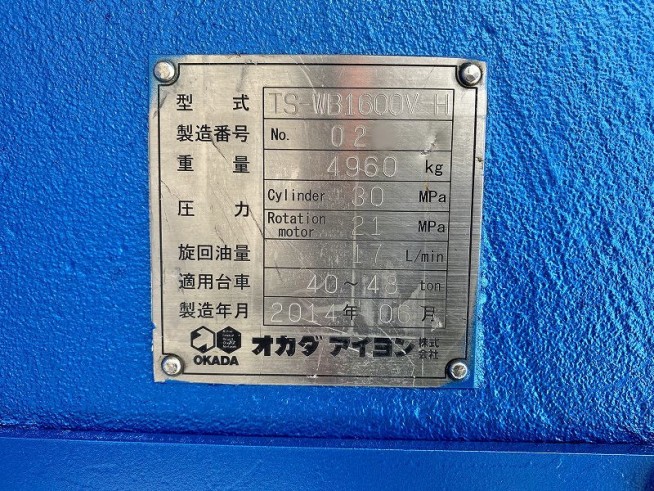 型式 TS-WB1600V-H
製造番号 No. 02
重量 4960 kg
圧力 Cylinder 30 MPa
Rotation motor 21 MPa
旋回油量 17 L/min
適用台車 40~43 ton
製造年月 2014年06月
OKADA オカダ アイヨン 株式会社